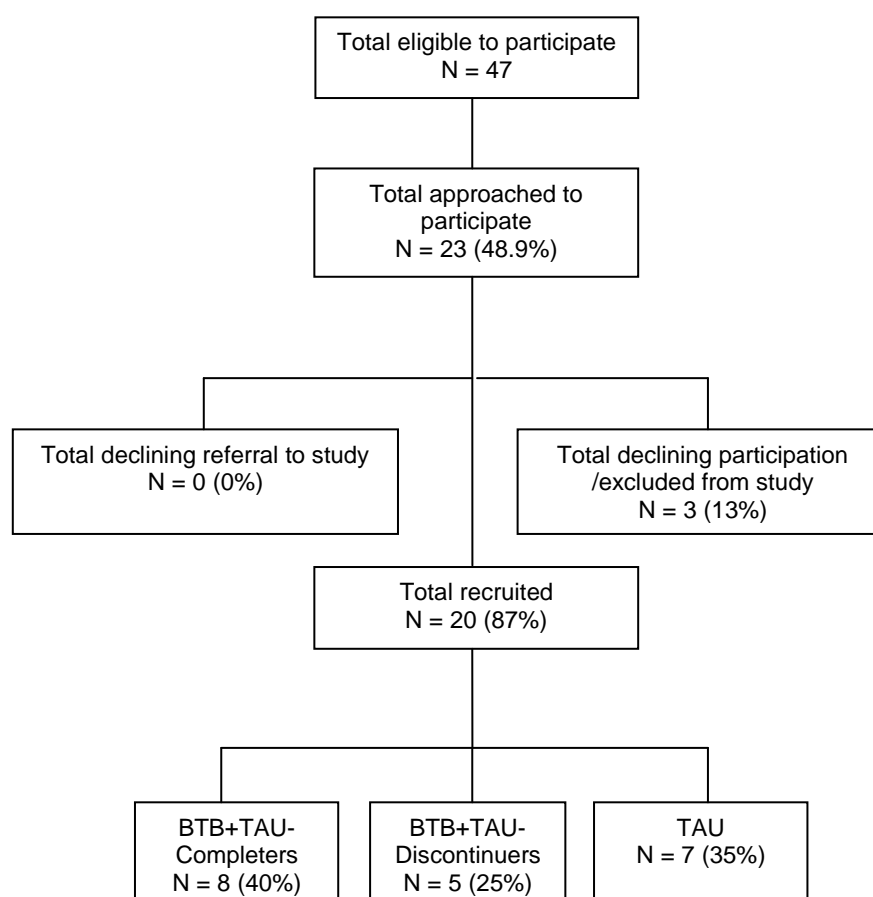 Total eligible to participate
N = 47
Total approached to
participate
N = 23 (48.9%)
Total declining referral to study
N = 0 (0%)
Total declining participation
/excluded from study
N = 3 (13%)
Total recruited
N = 20 (87%)
BTB+TAU-
Completers
N = 8 (40%)
BTB+TAU-
Discontinuers
N = 5 (25%)
TAU
N = 7 (35%)